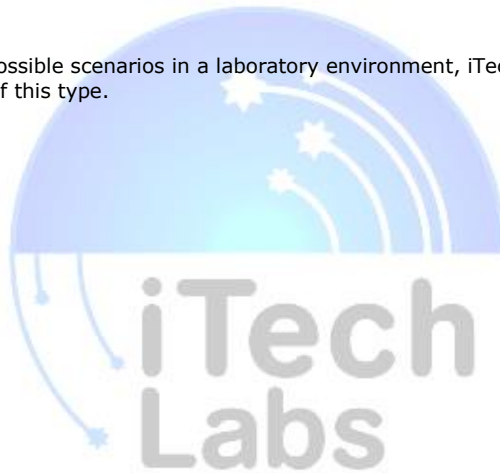 ossible scenarios in a laboratory environment, iTec
f this type.
iTech
Labs